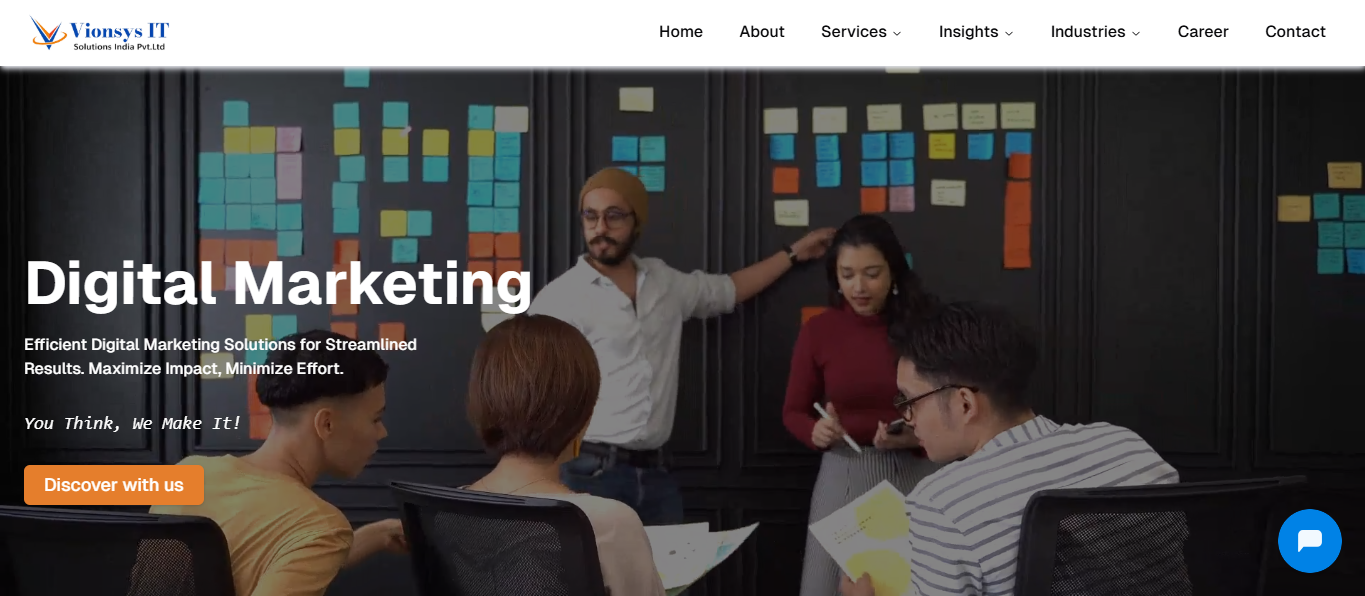 Vionsys IT
Solutions India Pvt.Ltd
Home About Services Insights Industries Career Contact
Digital Marketing
Efficient Digital Marketing Solutions for Streamlined
Results. Maximize Impact, Minimize Effort.
You Think, We Make It!
Discover with us